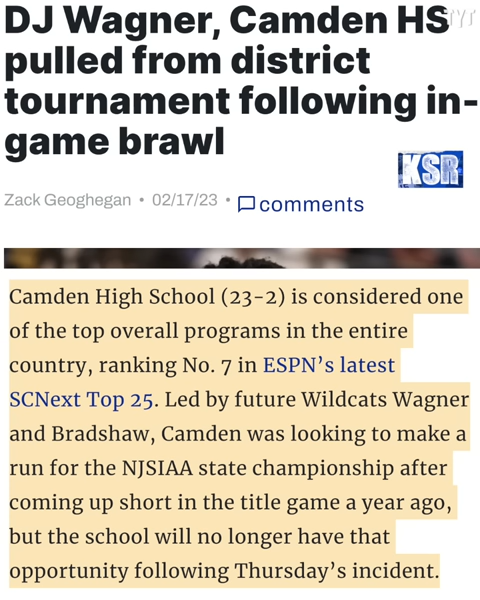 DJ Wagner, Camden HS
TYT
pulled from district
tournament following in-
game brawl
KSR
Zack Geoghegan • 02/17/23 • comments
Camden High School (23-2) is considered one
of the top overall programs in the entire
country, ranking No. 7 in ESPN’s latest
SCNext Top 25. Led by future Wildcats Wagner
and Bradshaw, Camden was looking to make a
run for the NJSIAA state championship after
coming up short in the title game a year ago,
but the school will no longer have that
opportunity following Thursday’s incident.